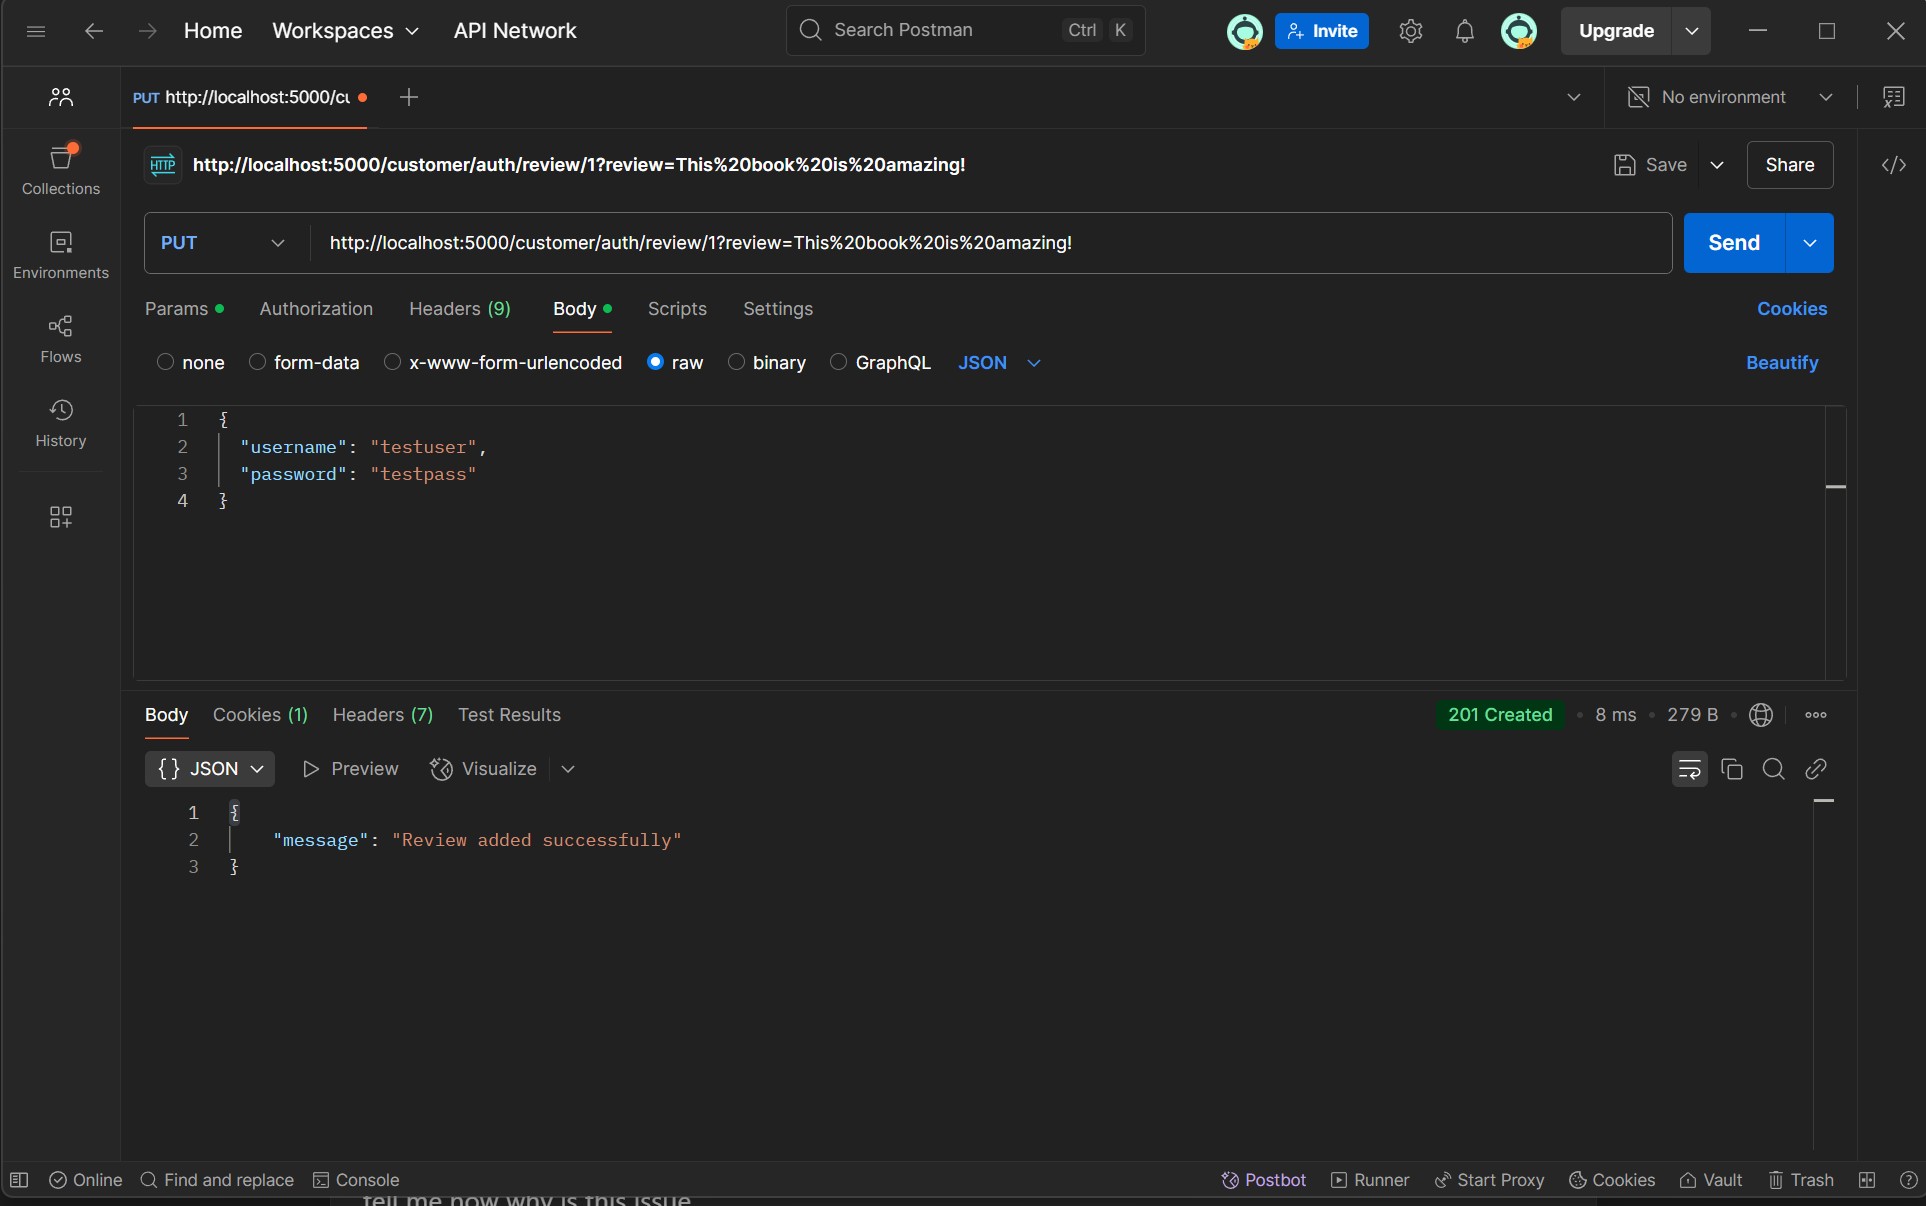 Home Workspaces API Network Search Postman Ctrl K Invite Upgrade
PUT http://localhost:5000/cu No environment
HTTP http://localhost:5000/customer/auth/review/1?review=This%20book%20is%20amazing! Save Share
Collections
PUT http://localhost:5000/customer/auth/review/1?review=This%20book%20is%20amazing! Send
Environments
Params Authorization Headers (9) Body Scripts Settings Cookies
Flows
none form-data x-www-form-urlencoded raw binary GraphQL JSON Beautify
History
1 {
2 "username": "testuser",
3 "password": "testpass"
4 }
Body Cookies (1) Headers (7) Test Results 201 Created 8 ms 279 B
{} JSON Preview Visualize
1 {
2 "message": "Review added successfully"
3 }
Online Find and replace Console Postbot Runner Start Proxy Cookies Vault Trash
tell me now why is this issue